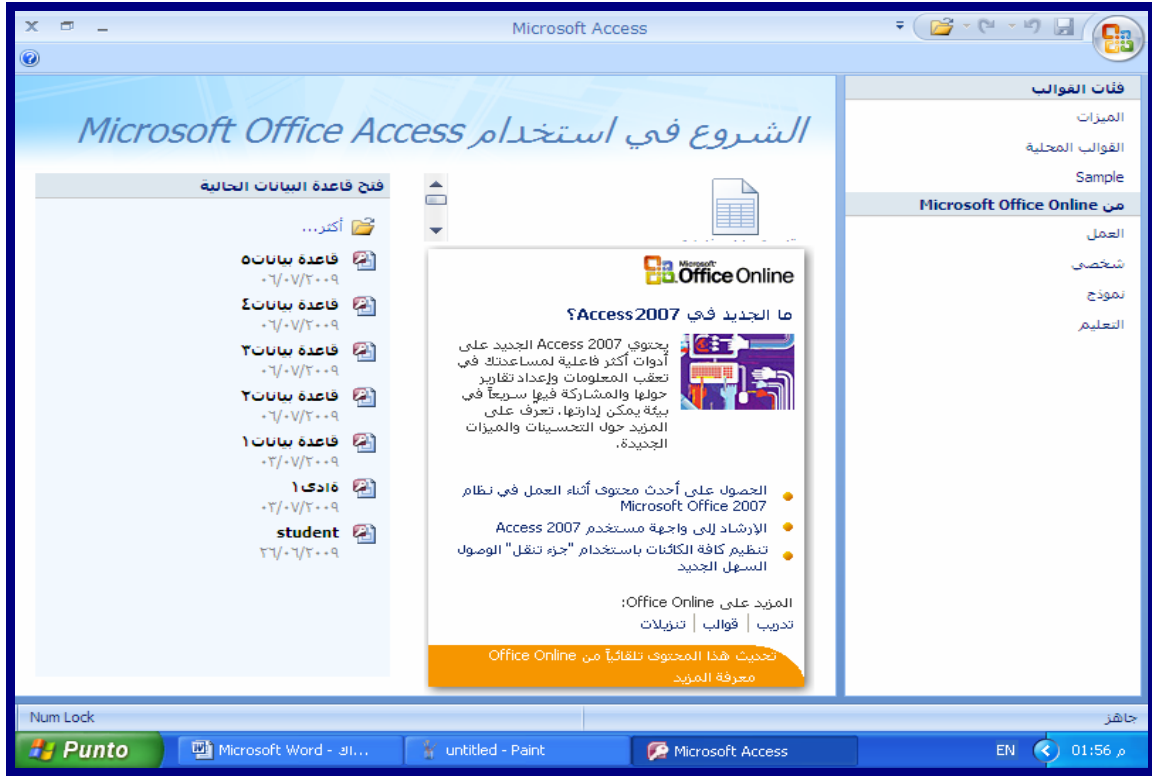 Microsoft Access
فئات القوالب
الميزات
القوالب المحلية
Sample
من Microsoft Office Online
العمل
شخصي
نموذج
التعليم
الشروع في استخدام Microsoft Office Access
Microsoft
Office Online
ما الجديد في Access 2007؟
يحتوي Access 2007 الجديد على
أدوات أكثر فاعلية لمساعدتك في
تعقب المعلومات وإعداد تقارير
حولها والمشاركة فيها سريعاً في
بيئة يمكن إدارتها. تعرّف على
المزيد حول التحسينات والميزات
الجديدة.
الحصول على أحدث محتوى أثناء العمل في نظام
Microsoft Office 2007
الإرشاد إلى واجهة مستخدم Access 2007
تنظيم كافة الكائنات باستخدام "جزء تنقل" الوصول
السهل الجديد
المزيد على Office Online:
تدريب | قوالب | تنزيلات
تحديث هذا المحتوى تلقائياً من Office Online
معرفة المزيد
فتح قاعدة البيانات الحالية
أكثر...
قاعدة بيانات٥
٠٦/٠٧/٢٠٠٩
قاعدة بيانات٤
٠٦/٠٧/٢٠٠٩
قاعدة بيانات٣
٠٦/٠٧/٢٠٠٩
قاعدة بيانات٢
٠٦/٠٧/٢٠٠٩
قاعدة بيانات١
٠٣/٠٧/٢٠٠٩
١
٠٣/٠٧/٢٠٠٩
student
٢٦/٠٦/٢٠٠٩
جاهز
Num Lock
Punto
Microsoft Word - اك...
untitled - Paint
Microsoft Access
EN
01:56 م